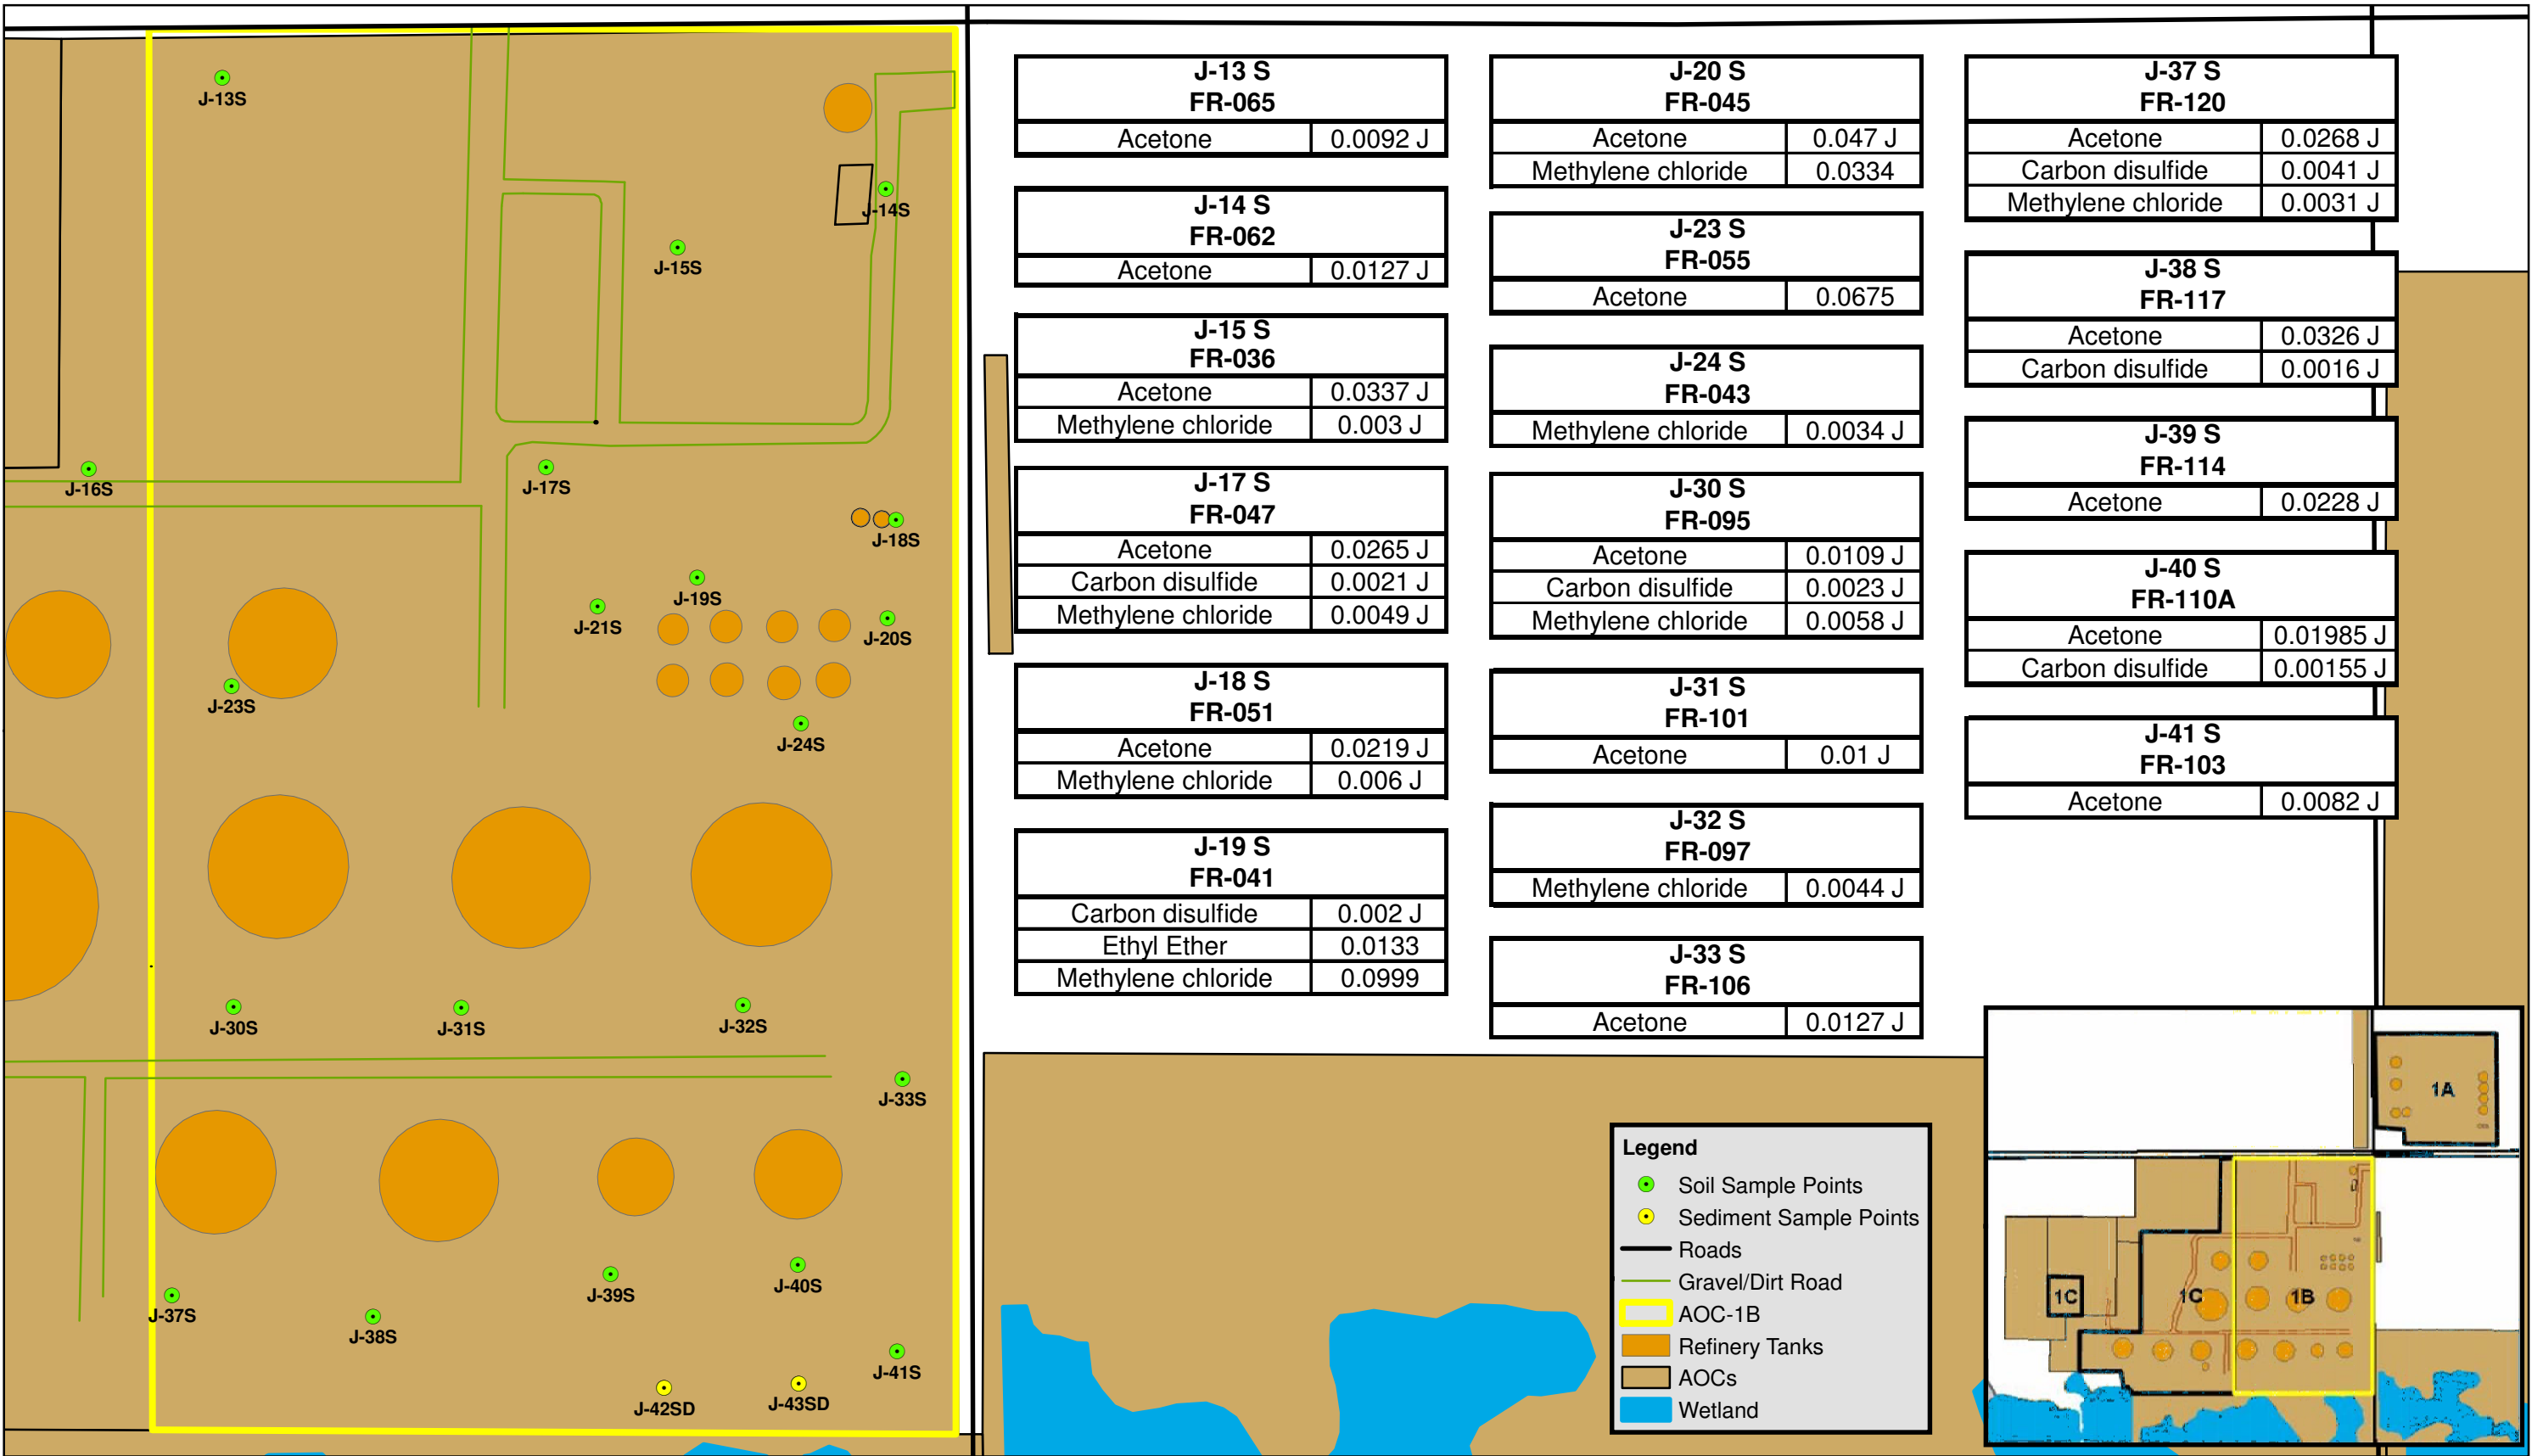 J-13S
J-14S
J-15S
J-16S
J-17S
J-18S
J-19S
J-21S
J-20S
J-23S
J-24S
J-30S
J-31S
J-32S
J-33S
J-40S
J-39S
J-37S
J-38S
J-41S
J-42SD
J-43SD
J-13 S
FR-065
Acetone 0.0092 J
J-14 S
FR-062
Acetone 0.0127 J
J-15 S
FR-036
Acetone 0.0337 J
Methylene chloride 0.003 J
J-17 S
FR-047
Acetone 0.0265 J
Carbon disulfide 0.0021 J
Methylene chloride 0.0049 J
J-18 S
FR-051
Acetone 0.0219 J
Methylene chloride 0.006 J
J-19 S
FR-041
Carbon disulfide 0.002 J
Ethyl Ether 0.0133
Methylene chloride 0.0999
J-20 S
FR-045
Acetone 0.047 J
Methylene chloride 0.0334
J-23 S
FR-055
Acetone 0.0675
J-24 S
FR-043
Methylene chloride 0.0034 J
J-30 S
FR-095
Acetone 0.0109 J
Carbon disulfide 0.0023 J
Methylene chloride 0.0058 J
J-31 S
FR-101
Acetone 0.01 J
J-32 S
FR-097
Methylene chloride 0.0044 J
J-33 S
FR-106
Acetone 0.0127 J
J-37 S
FR-120
Acetone 0.0268 J
Carbon disulfide 0.0041 J
Methylene chloride 0.0031 J
J-38 S
FR-117
Acetone 0.0326 J
Carbon disulfide 0.0016 J
J-39 S
FR-114
Acetone 0.0228 J
J-40 S
FR-110A
Acetone 0.01985 J
Carbon disulfide 0.00155 J
J-41 S
FR-103
Acetone 0.0082 J
Legend
Soil Sample Points
Sediment Sample Points
Roads
Gravel/Dirt Road
AOC-1B
Refinery Tanks
AOCs
Wetland
1A
1C
1C
1B